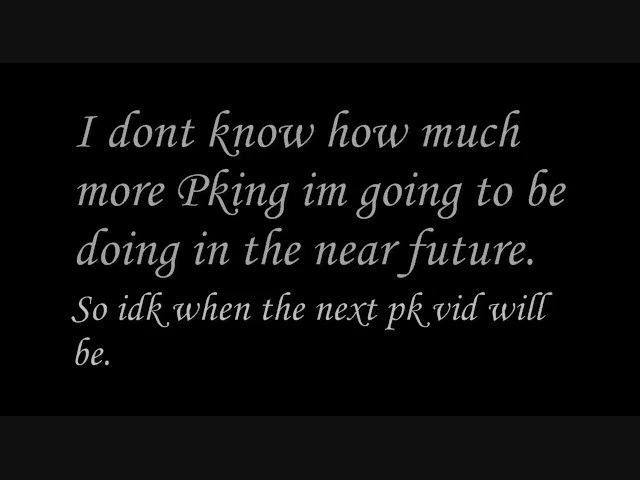 I dont know how much
more Pking im going to be
doing in the near future.
So idk when the next pk vid will
be.